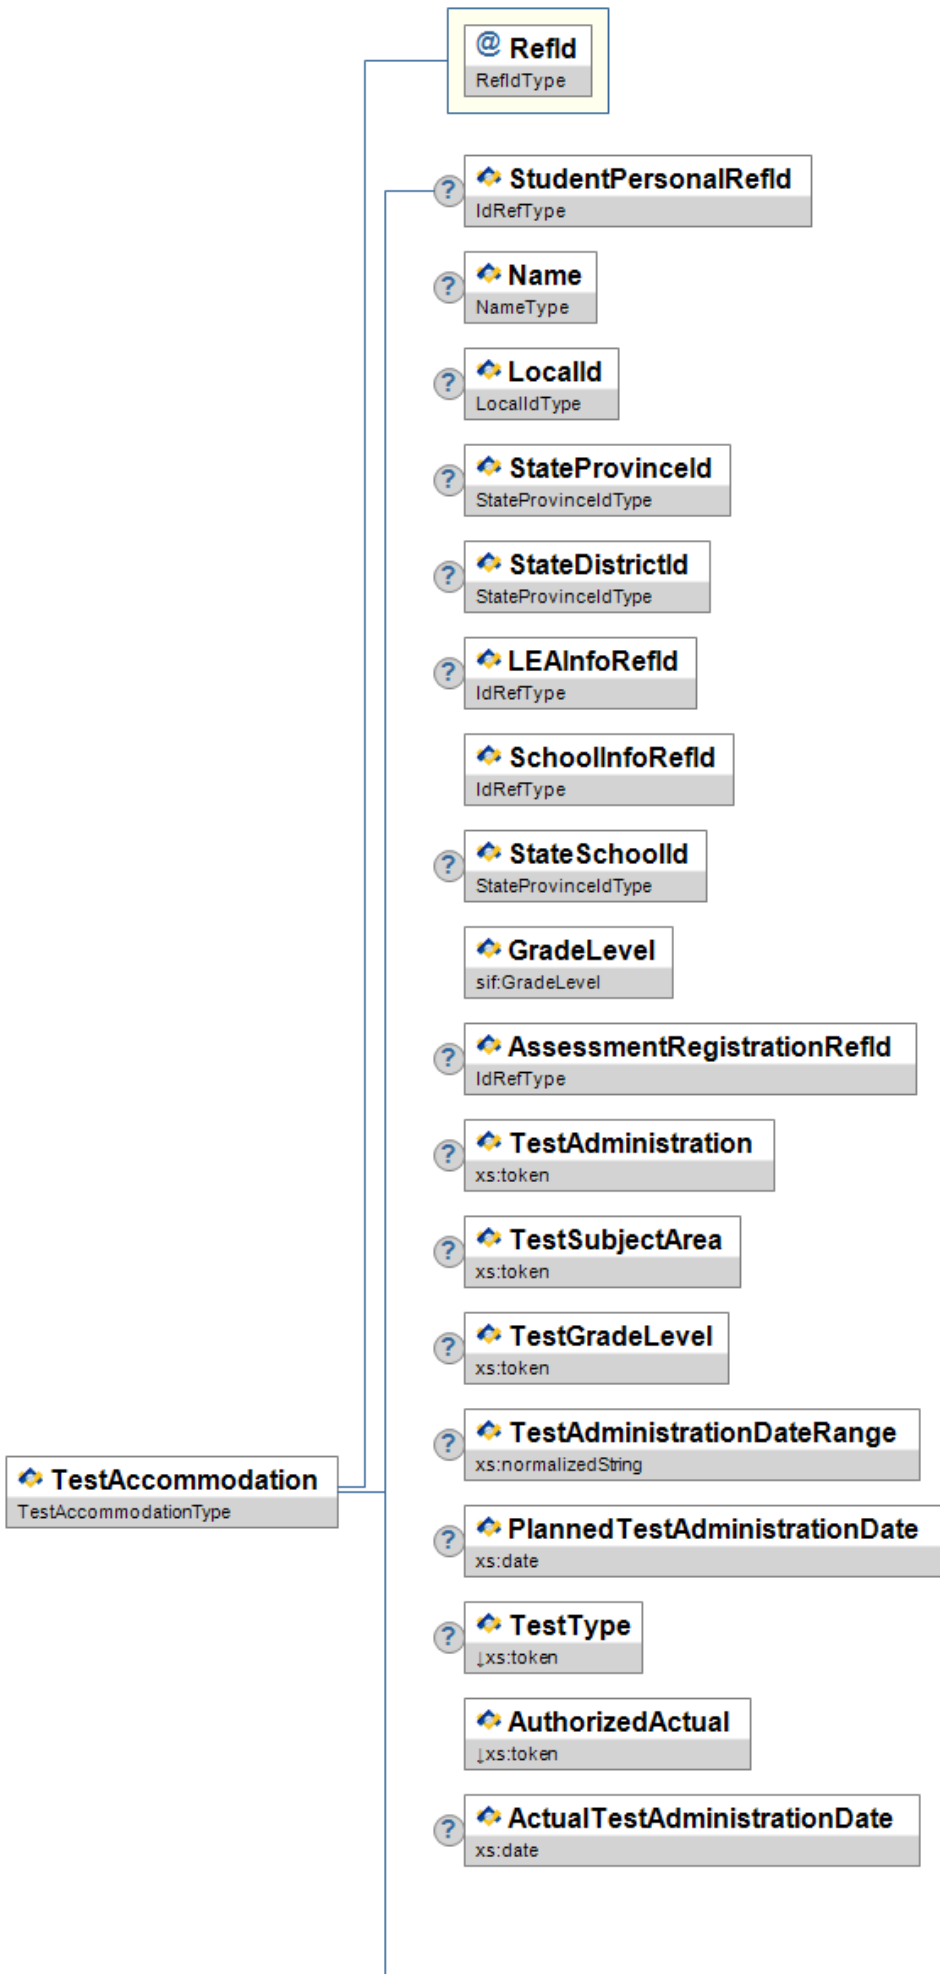 @ RefId
RefIdType
? StudentPersonalRefId
IdRefType
? Name
NameType
? LocalId
LocalIdType
? StateProvinceId
StateProvinceIdType
? StateDistrictId
StateProvinceIdType
? LEAInfoRefId
IdRefType
SchoolInfoRefId
IdRefType
? StateSchoolId
StateProvinceIdType
GradeLevel
sif:GradeLevel
? AssessmentRegistrationRefId
IdRefType
? TestAdministration
xs:token
? TestSubjectArea
xs:token
? TestGradeLevel
xs:token
? TestAdministrationDateRange
xs:normalizedString
TestAccommodation
TestAccommodationType
? PlannedTestAdministrationDate
xs:date
? TestType
↓xs:token
AuthorizedActual
↓xs:token
? ActualTestAdministrationDate
xs:date